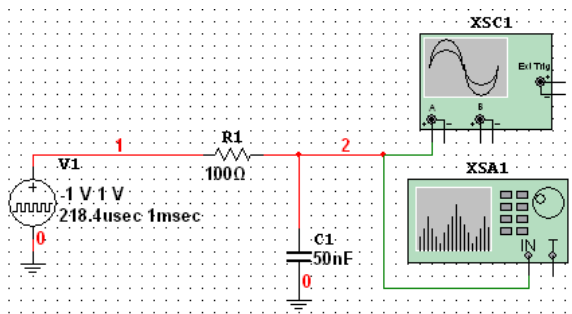 XSC1
Ext Trig
+
-
A
B
+ - + -
1
R1
2
100Ω
XSA1
V1
+
-1 V 1 V
218.4usec 1msec
0
C1
50nF
0
IN T